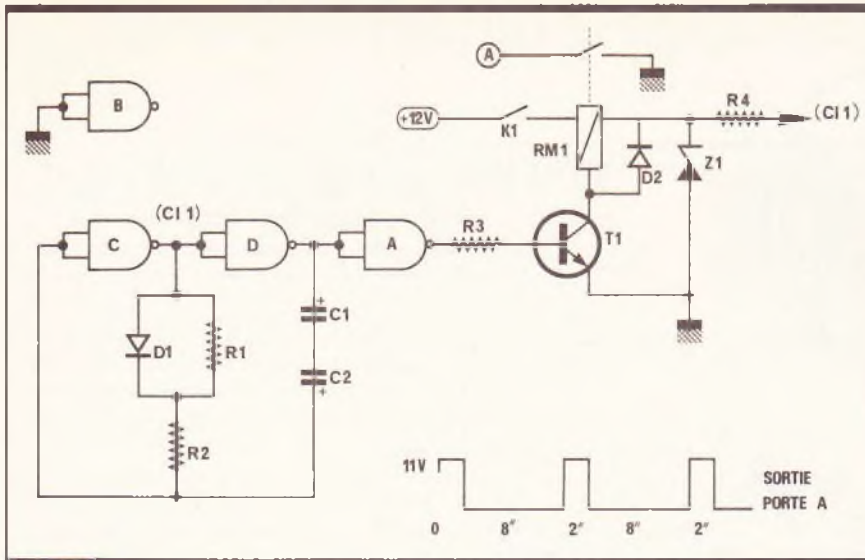 A
B
R4
(CI 1)
+12V
K1
RM1
D2
Z1
(CI 1)
C
D
A
R3
T1
D1
R1
C1
C2
R2
11V
SORTIE
PORTE A
0 8" 2" 8" 2"